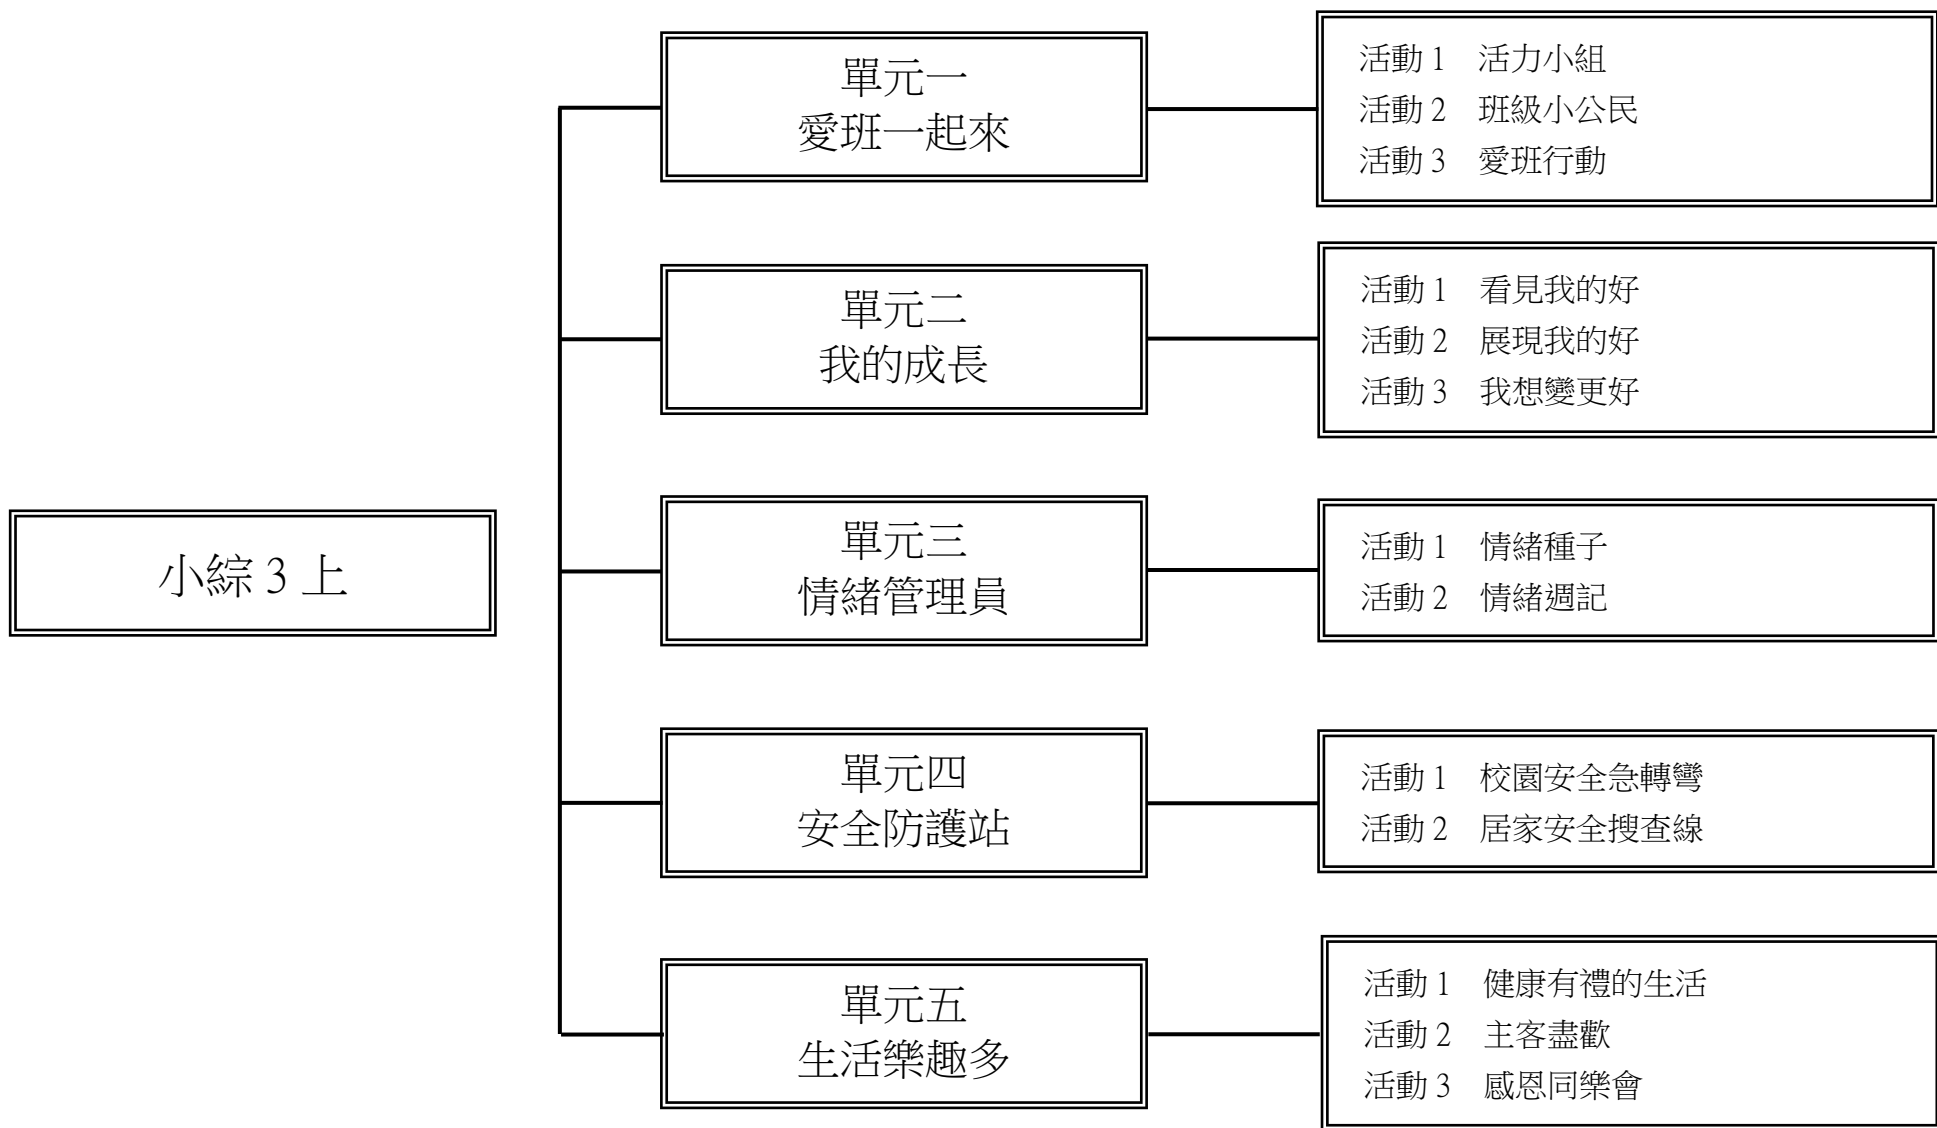 小綜 3 上
單元一
愛班一起來
活動 1　活力小組
活動 2　班級小公民
活動 3　愛班行動
單元二
我的成長
活動 1　看見我的好
活動 2　展現我的好
活動 3　我想變更好
單元三
情緒管理員
活動 1　情緒種子
活動 2　情緒週記
單元四
安全防護站
活動 1　校園安全急轉彎
活動 2　居家安全搜查線
單元五
生活樂趣多
活動 1　健康有禮的生活
活動 2　主客盡歡
活動 3　感恩同樂會